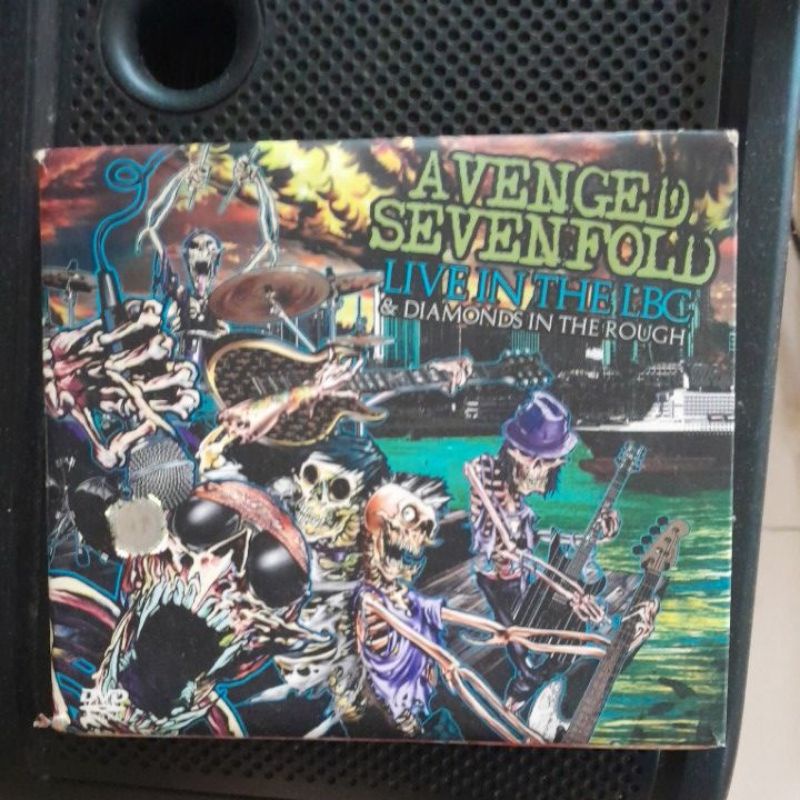 AVENGED
SEVENFOLD
LIVE IN THE LBC
& DIAMONDS IN THE ROUGH
DVD